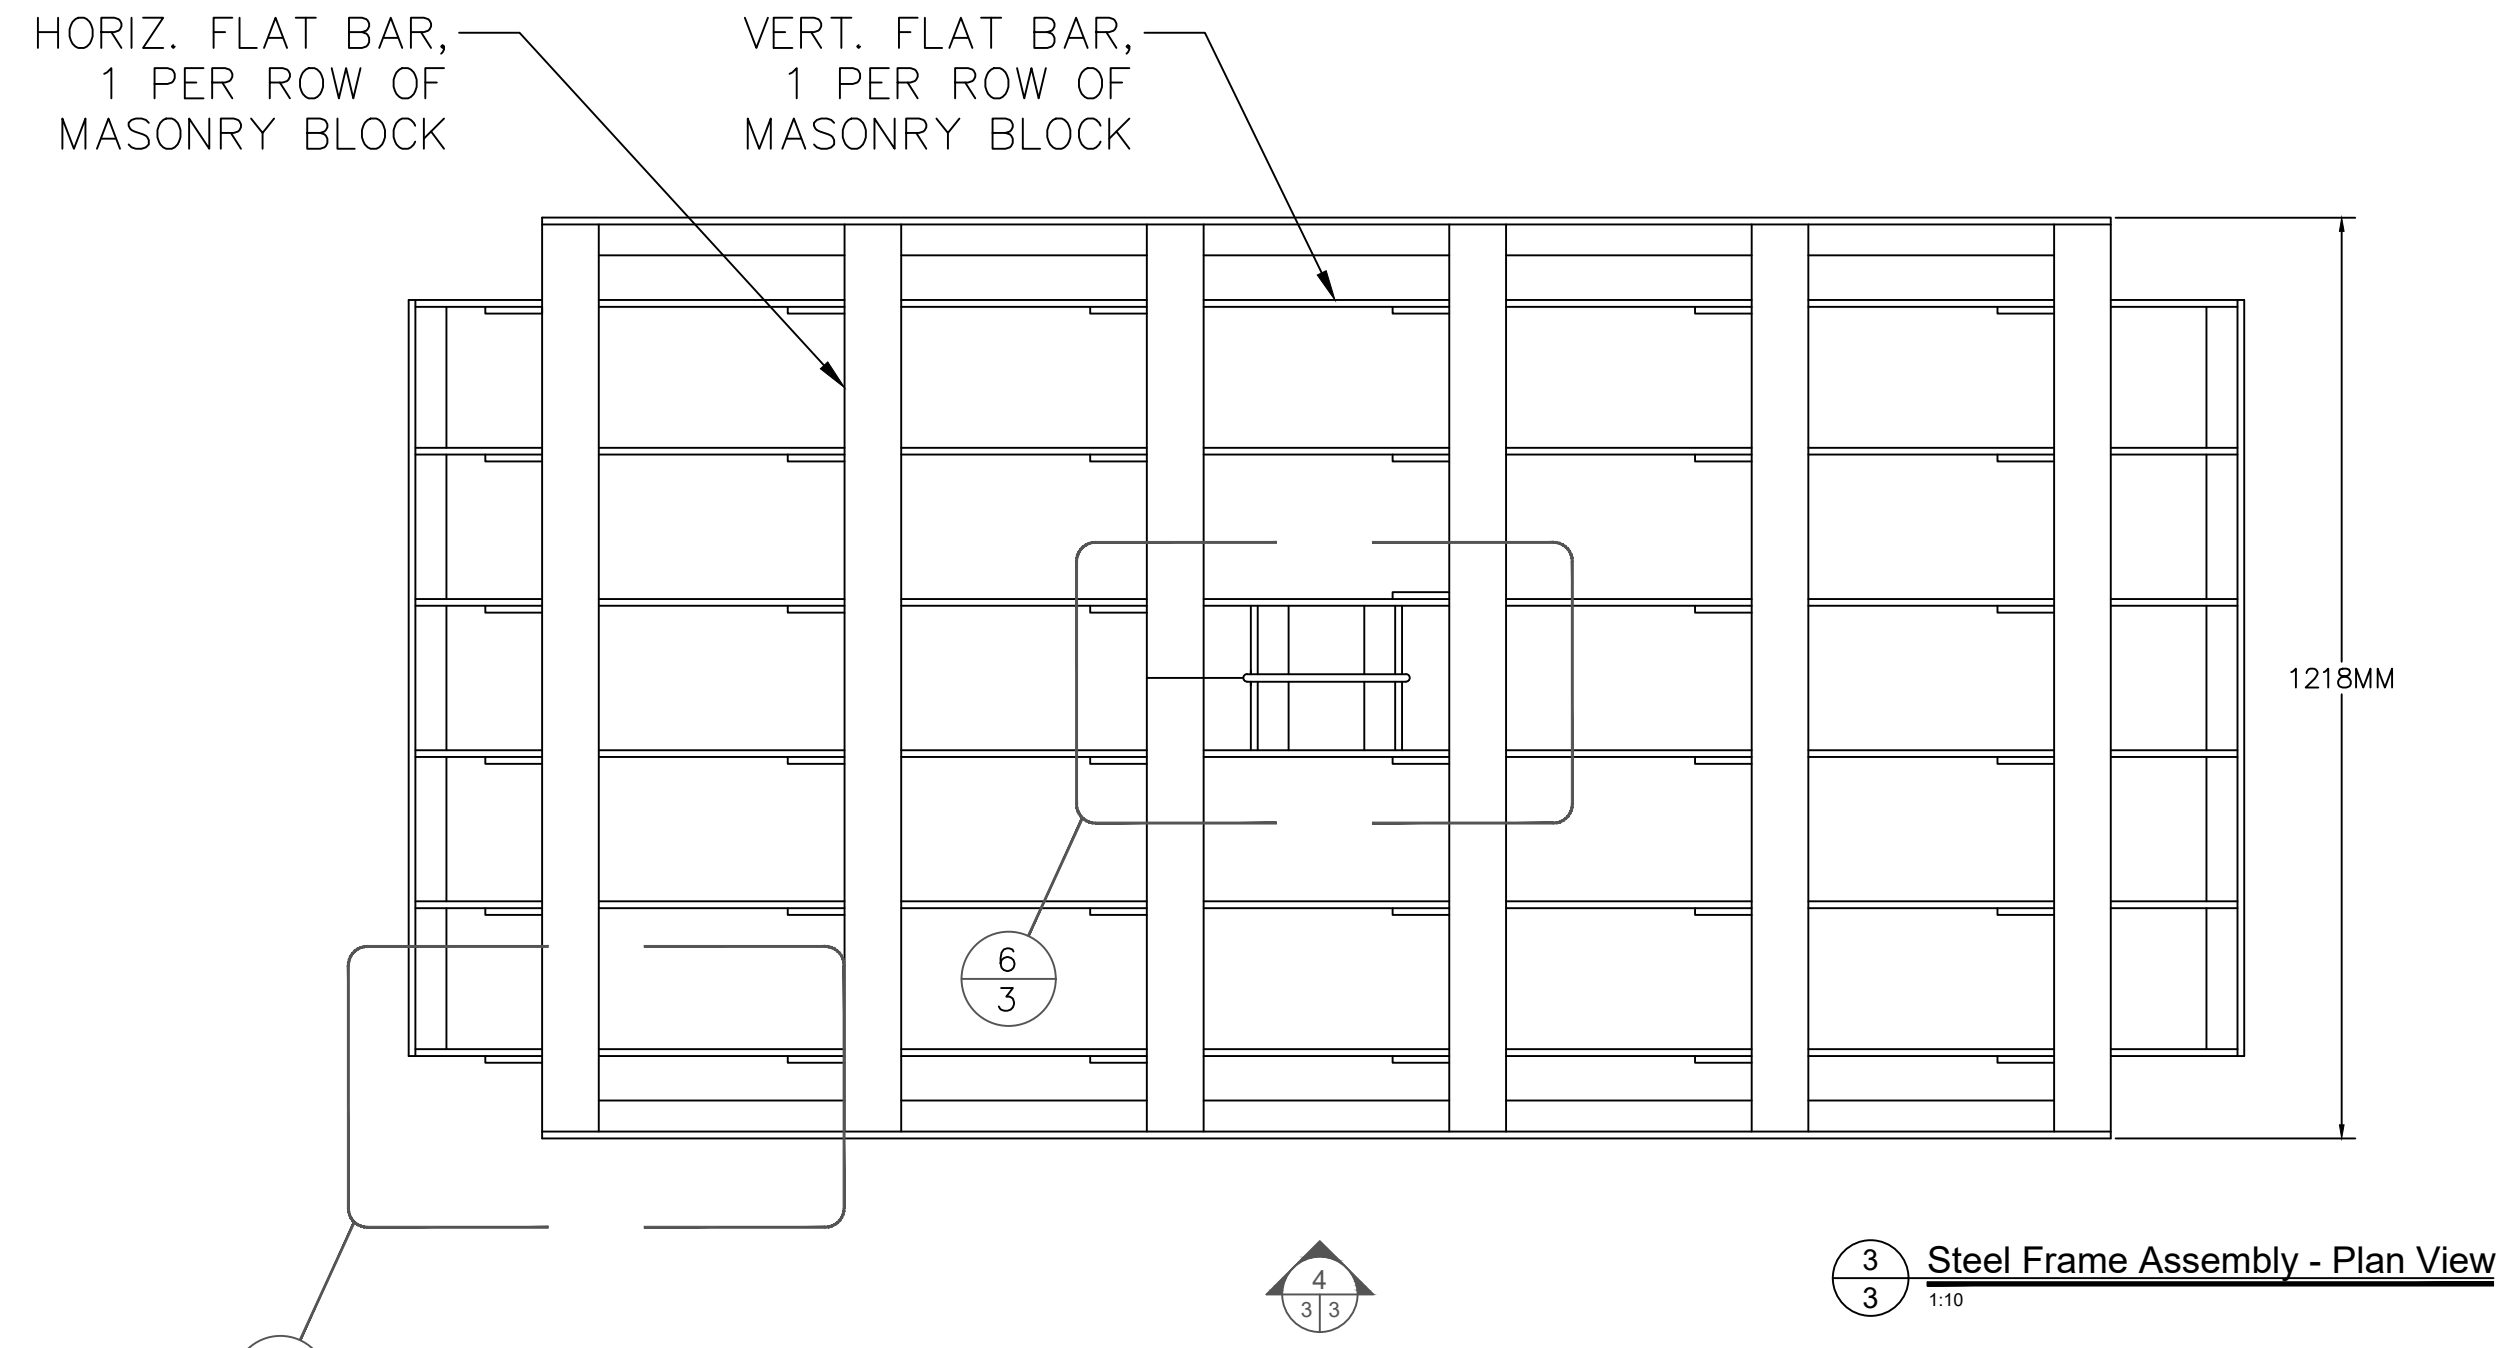 HORIZ. FLAT BAR,
1 PER ROW OF
MASONRY BLOCK
VERT. FLAT BAR,
1 PER ROW OF
MASONRY BLOCK
1218MM
6
3
4
3 3
3
3
Steel Frame Assembly - Plan View
1:10